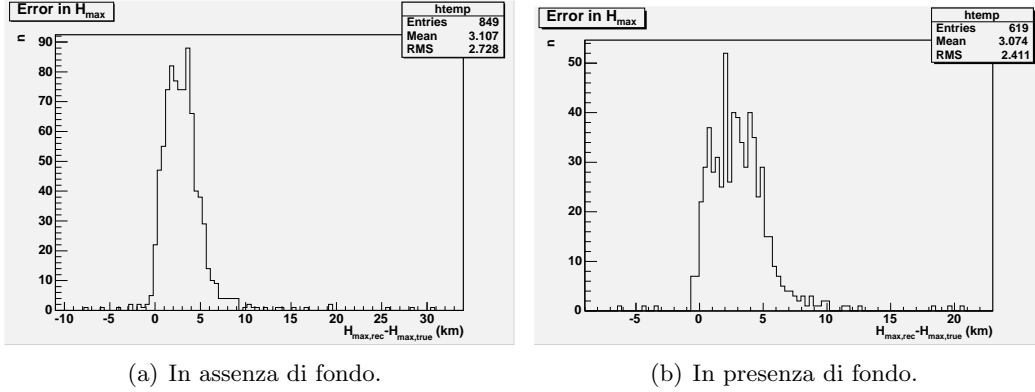 Error in H_max
htemp
Entries 849
Mean 3.107
RMS 2.728
n
90
80
70
60
50
40
30
20
10
0
-10 -5 0 5 10 15 20 25 30
H_max,rec-H_max,true (km)
(a) In assenza di fondo.
Error in H_max
htemp
Entries 619
Mean 3.074
RMS 2.411
n
50
40
30
20
10
0
-5 0 5 10 15 20
H_max,rec-H_max,true (km)
(b) In presenza di fondo.